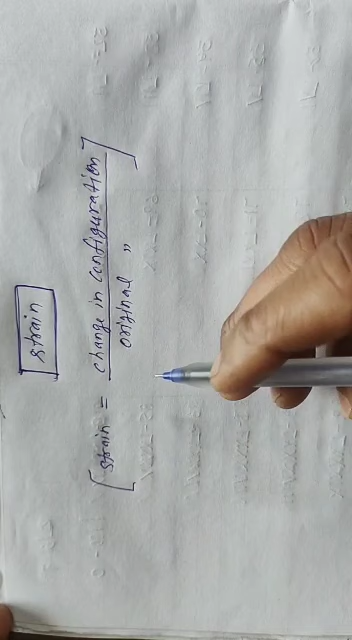 strain
[strain = change in configuration]
original "